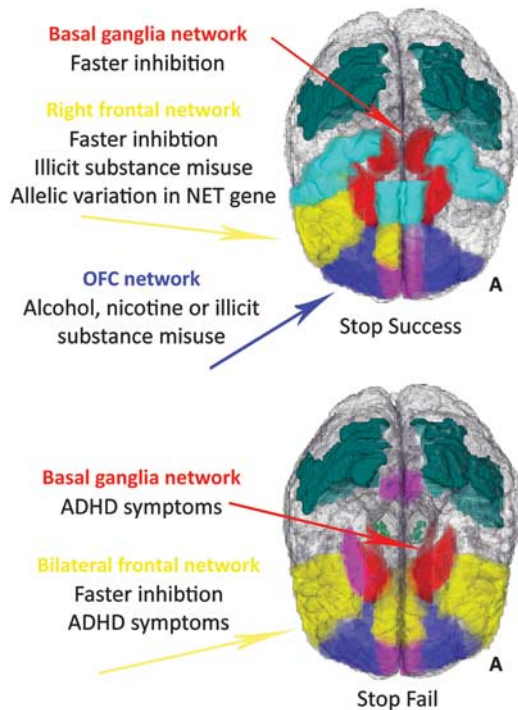 Basal ganglia network
Faster inhibition
Right frontal network
Faster inhibtion
Illicit substance misuse
Allelic variation in NET gene
OFC network
Alcohol, nicotine or illicit
substance misuse
A
Stop Success
Basal ganglia network
ADHD symptoms
Bilateral frontal network
Faster inhibtion
ADHD symptoms
A
Stop Fail